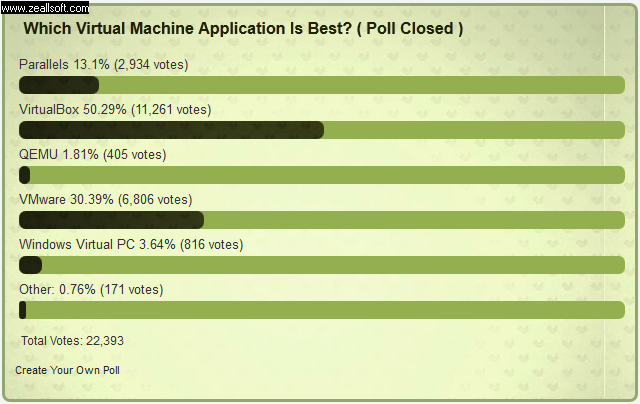 www.zeallsoft.com
Which Virtual Machine Application Is Best? ( Poll Closed )
Parallels 13.1% (2,934 votes)
VirtualBox 50.29% (11,261 votes)
QEMU 1.81% (405 votes)
VMware 30.39% (6,806 votes)
Windows Virtual PC 3.64% (816 votes)
Other: 0.76% (171 votes)
Total Votes: 22,393
Create Your Own Poll